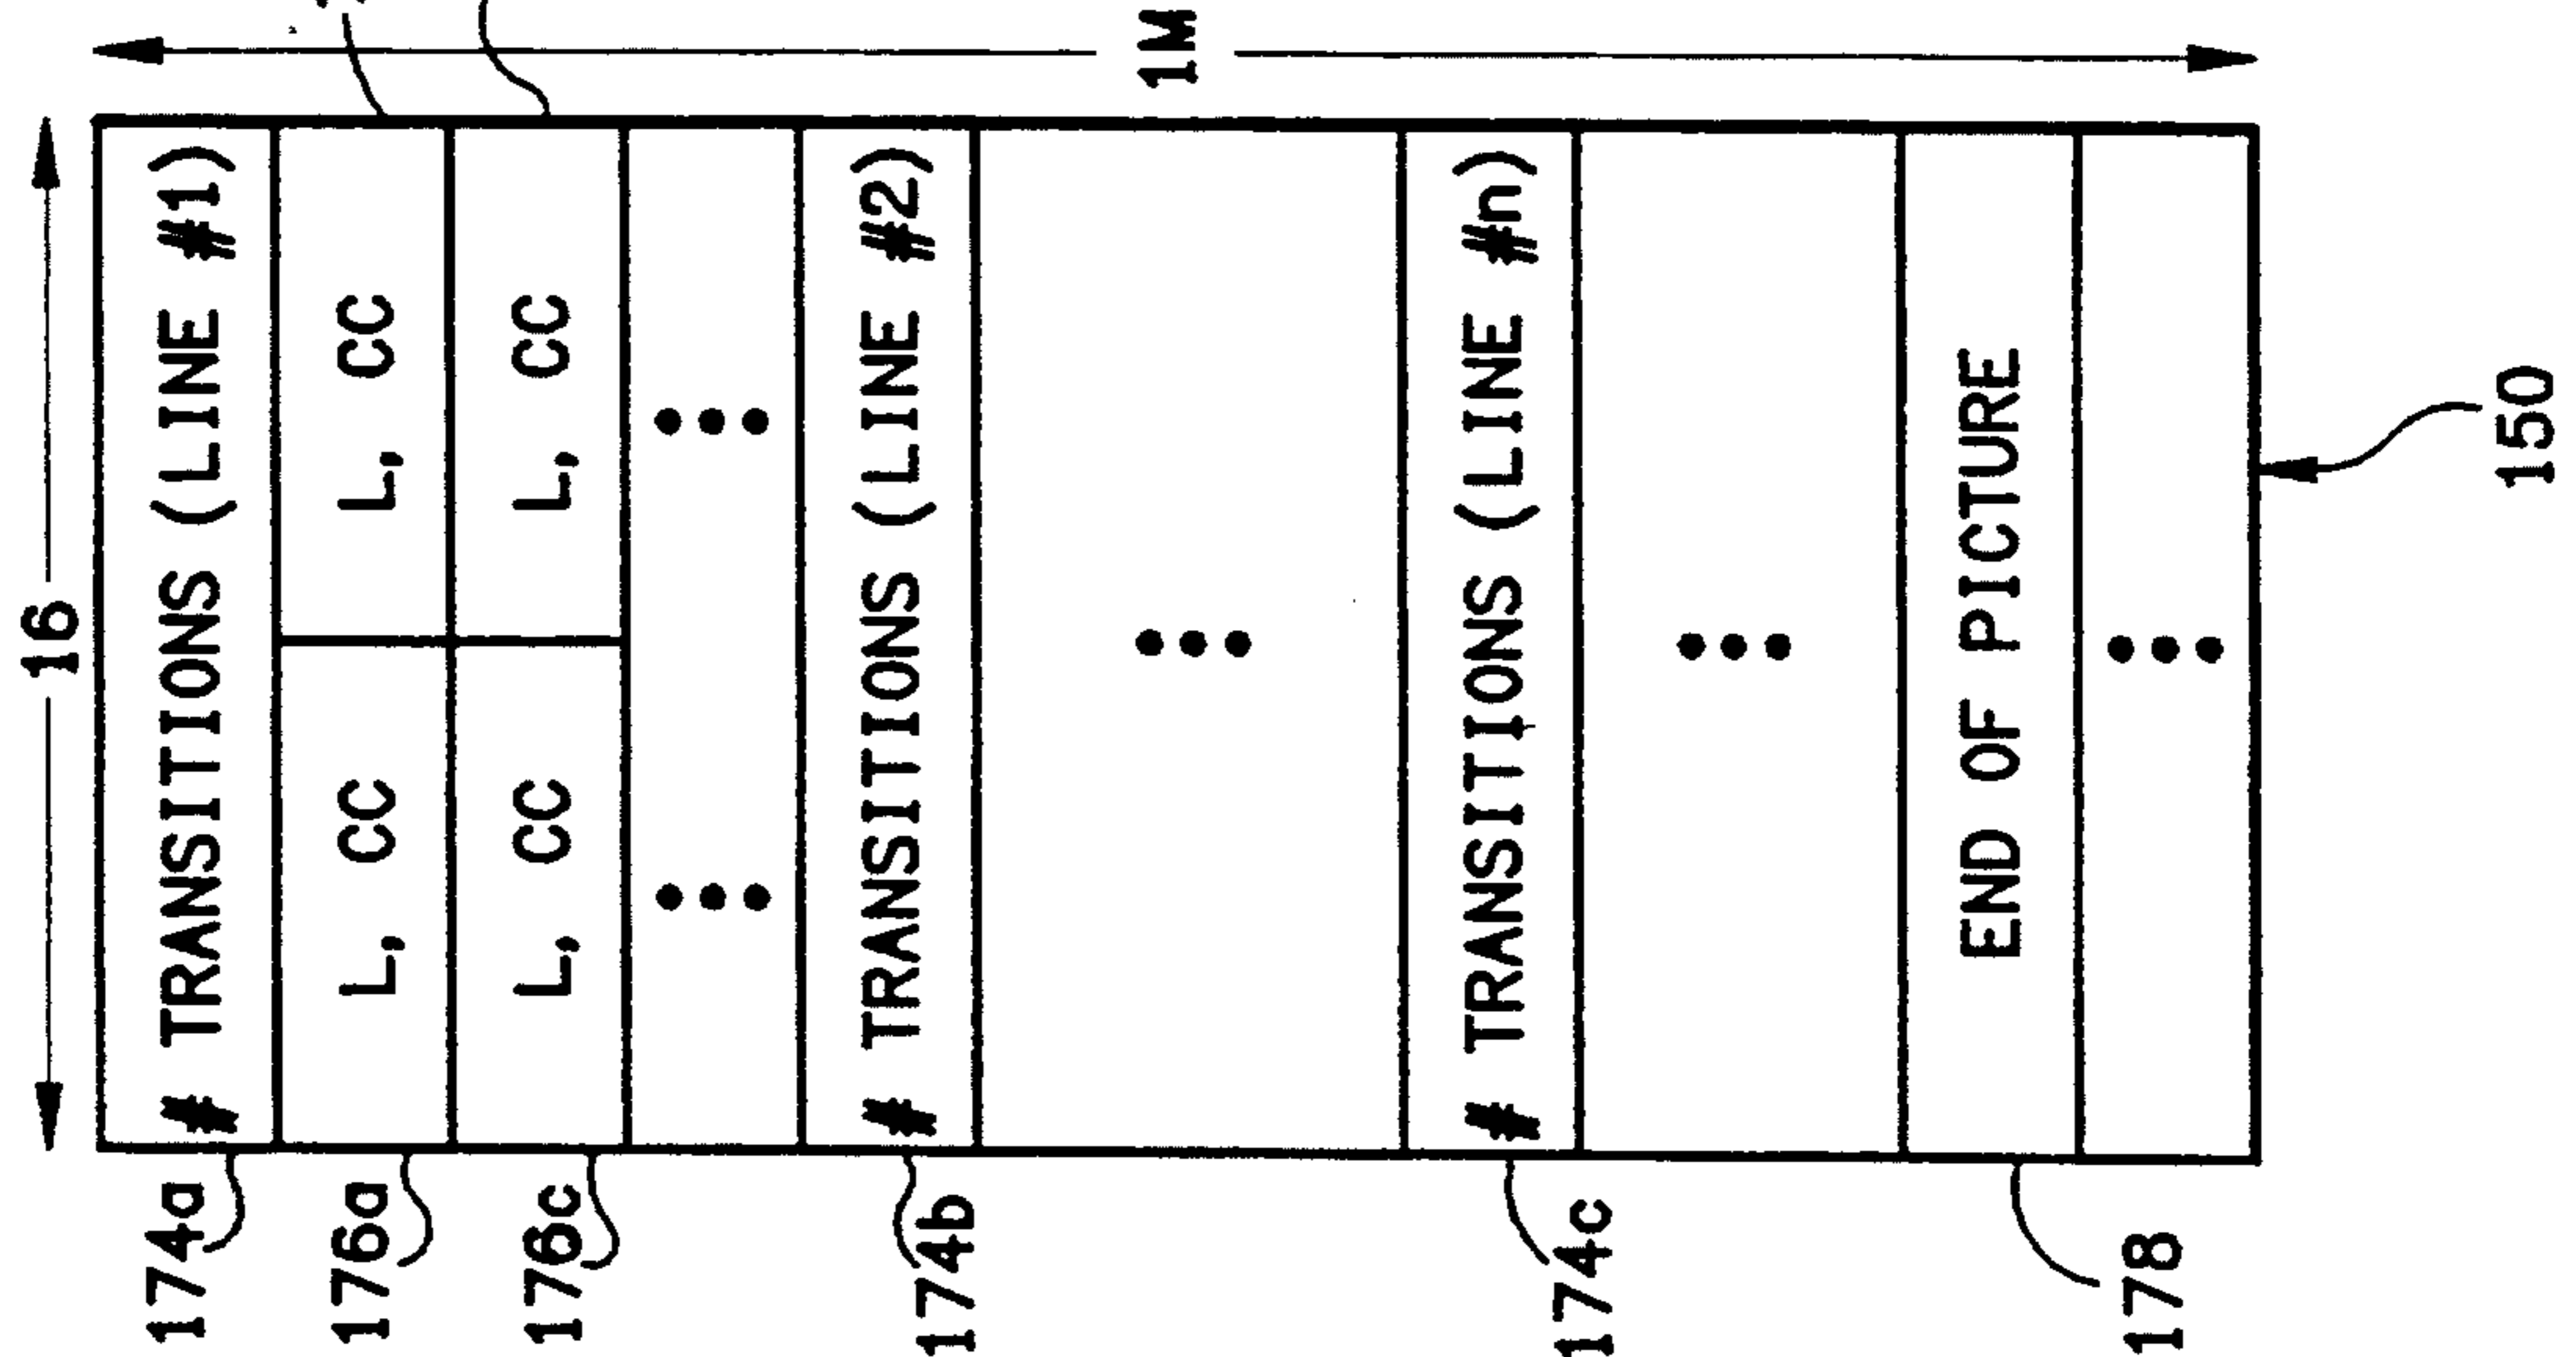 16
1M
174a
# TRANSITIONS (LINE #1)
176a
L, CC
L, CC
176c
L, CC
L, CC
174b
# TRANSITIONS (LINE #2)
174c
# TRANSITIONS (LINE #n)
178
END OF PICTURE
150